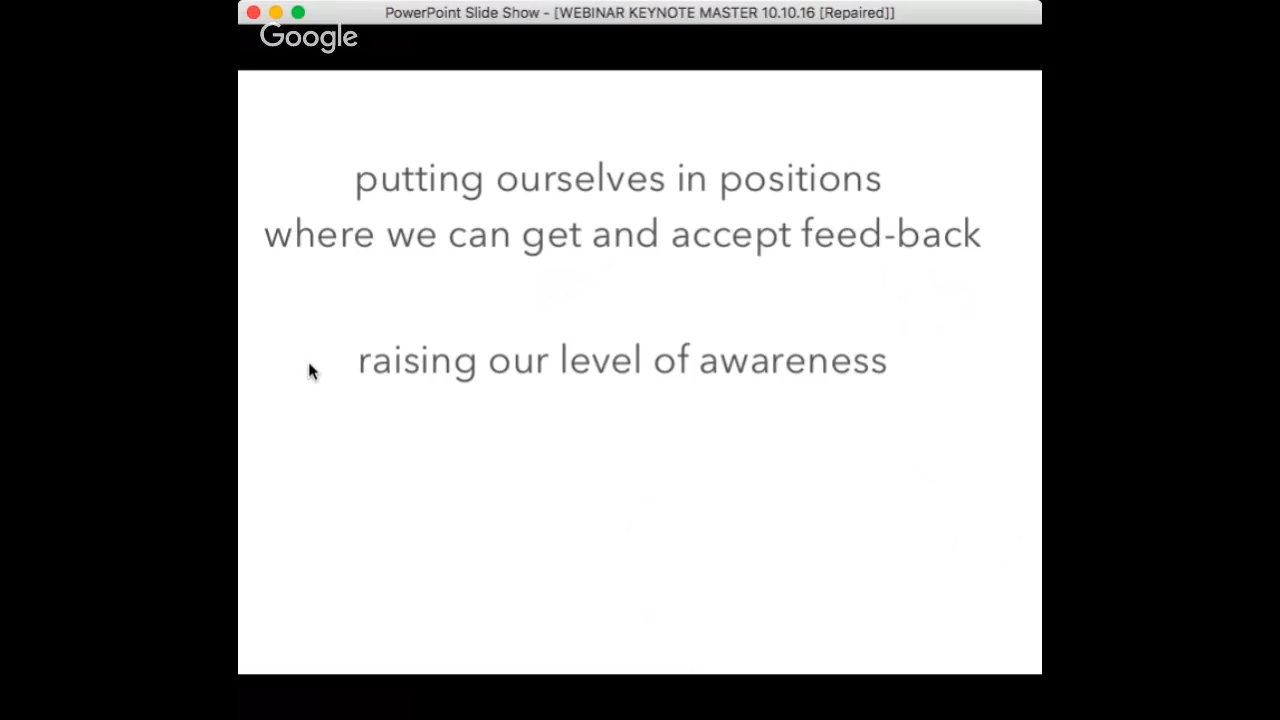 PowerPoint Slide Show - [WEBINAR KEYNOTE MASTER 10.10.16 [Repaired]]
Google
putting ourselves in positions
where we can get and accept feed-back
raising our level of awareness